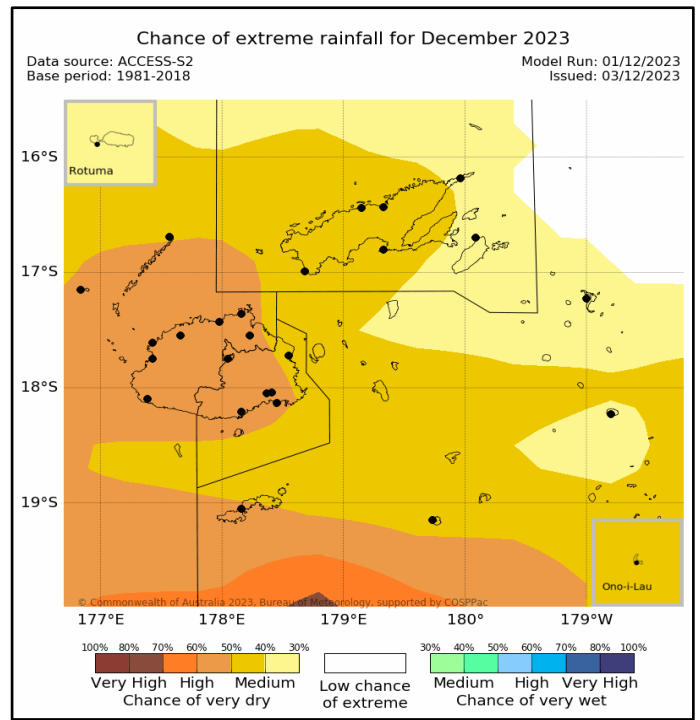 Chance of extreme rainfall for December 2023
Data source: ACCESS-S2
Base period: 1981-2018
Model Run: 01/12/2023
Issued: 03/12/2023
Rotuma
16°S
17°S
18°S
19°S
Ono-i-Lau
© Commonwealth of Australia 2023, Bureau of Meteorology, supported by COSPPac
177°E 178°E 179°E 180° 179°W
100% 80% 70% 60% 50% 40% 30%
Very High High Medium
Chance of very dry
Low chance
of extreme
30% 40% 50% 60% 70% 80% 100%
Medium High Very High
Chance of very wet